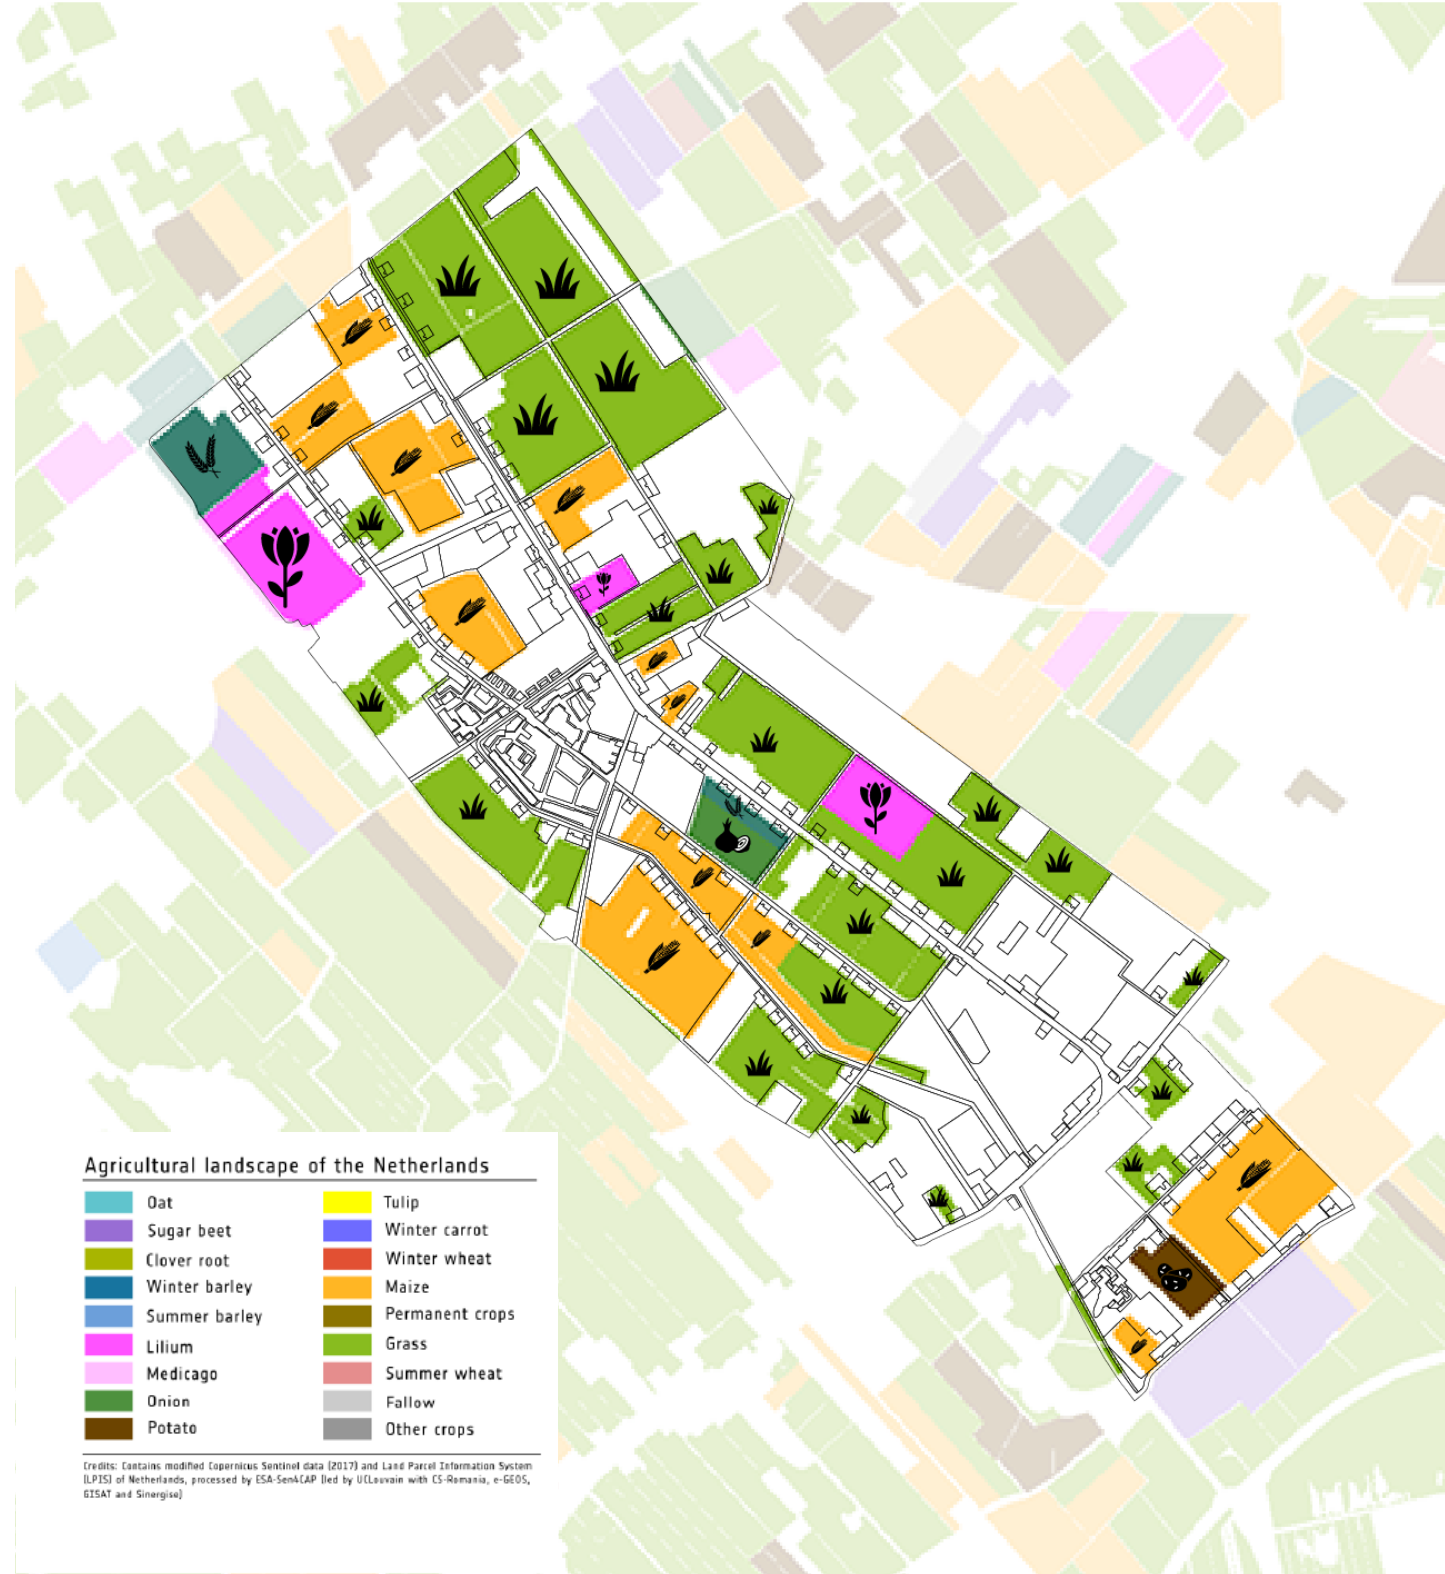 Agricultural landscape of the Netherlands
Oat
Sugar beet
Clover root
Winter barley
Summer barley
Lilium
Medicago
Onion
Potato
Tulip
Winter carrot
Winter wheat
Maize
Permanent crops
Grass
Summer wheat
Fallow
Other crops
Credits: Contains modified Copernicus Sentinel data (2017) and Land Parcel Information System
(LPIS) of Netherlands, processed by ESA-Sen4CAP (led by UCLouvain with CS-Romania, e-GEOS,
GISAT and Sinergise)